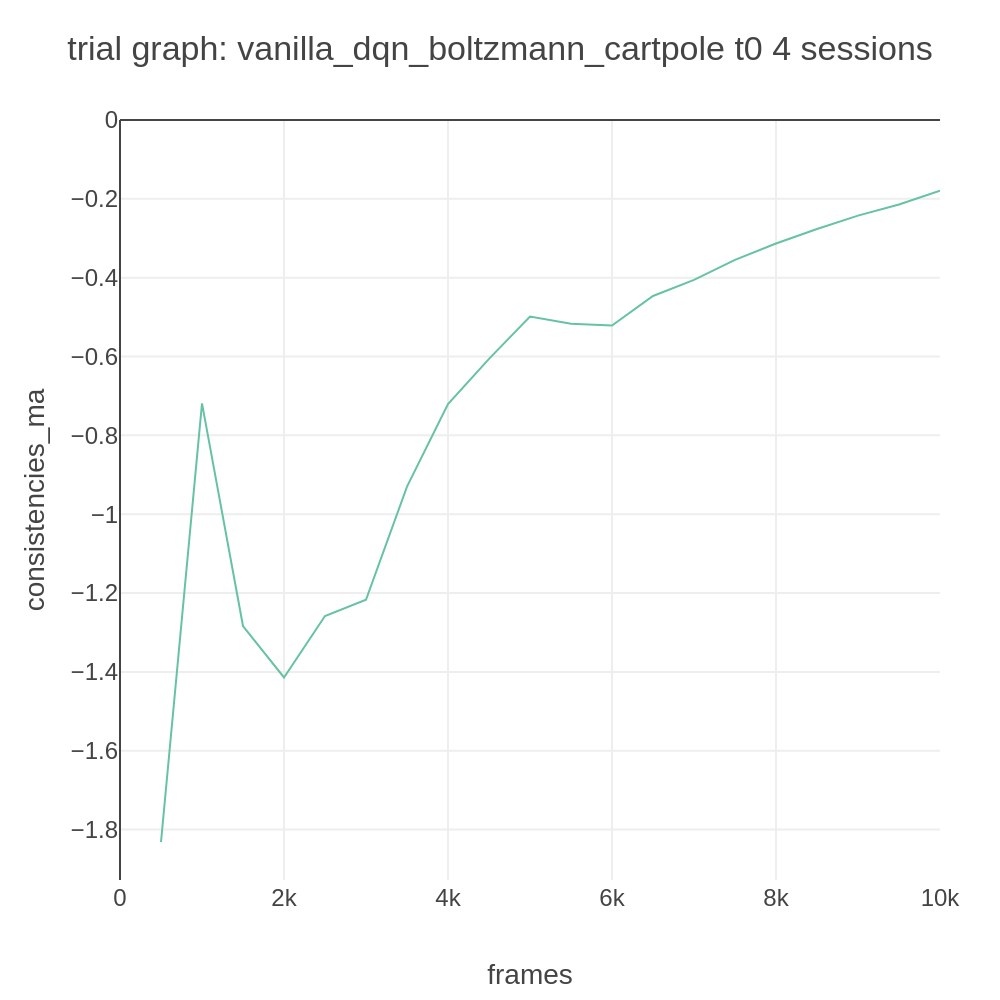 trial graph: vanilla_dqn_boltzmann_cartpole t0 4 sessions
0
−0.2
−0.4
−0.6
−0.8
−1
−1.2
−1.4
−1.6
−1.8
consistencies_ma
0 2k 4k 6k 8k 10k
frames